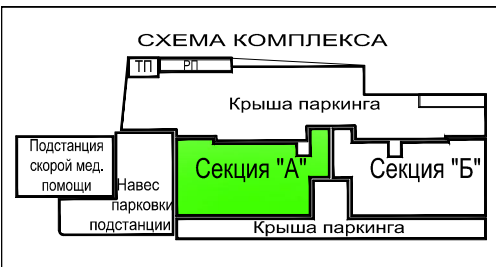 СХЕМА КОМПЛЕКСА
ТП
РП
Крыша паркинга
Подстанция
скорой мед.
помощи
Навес
парковки
подстанции
Секция "А"
Секция "Б"
Крыша паркинга